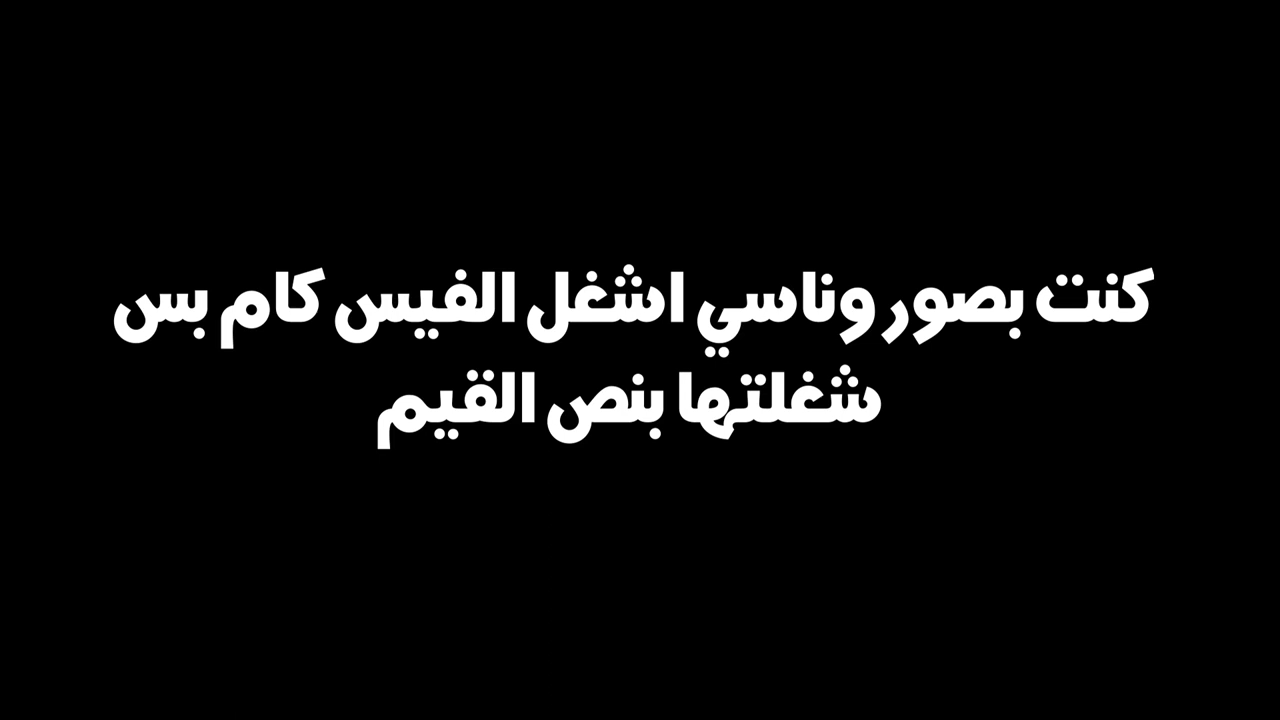 كنت بصور وناسي اشغل الفيس كام بس
شغلتها بنص القيم